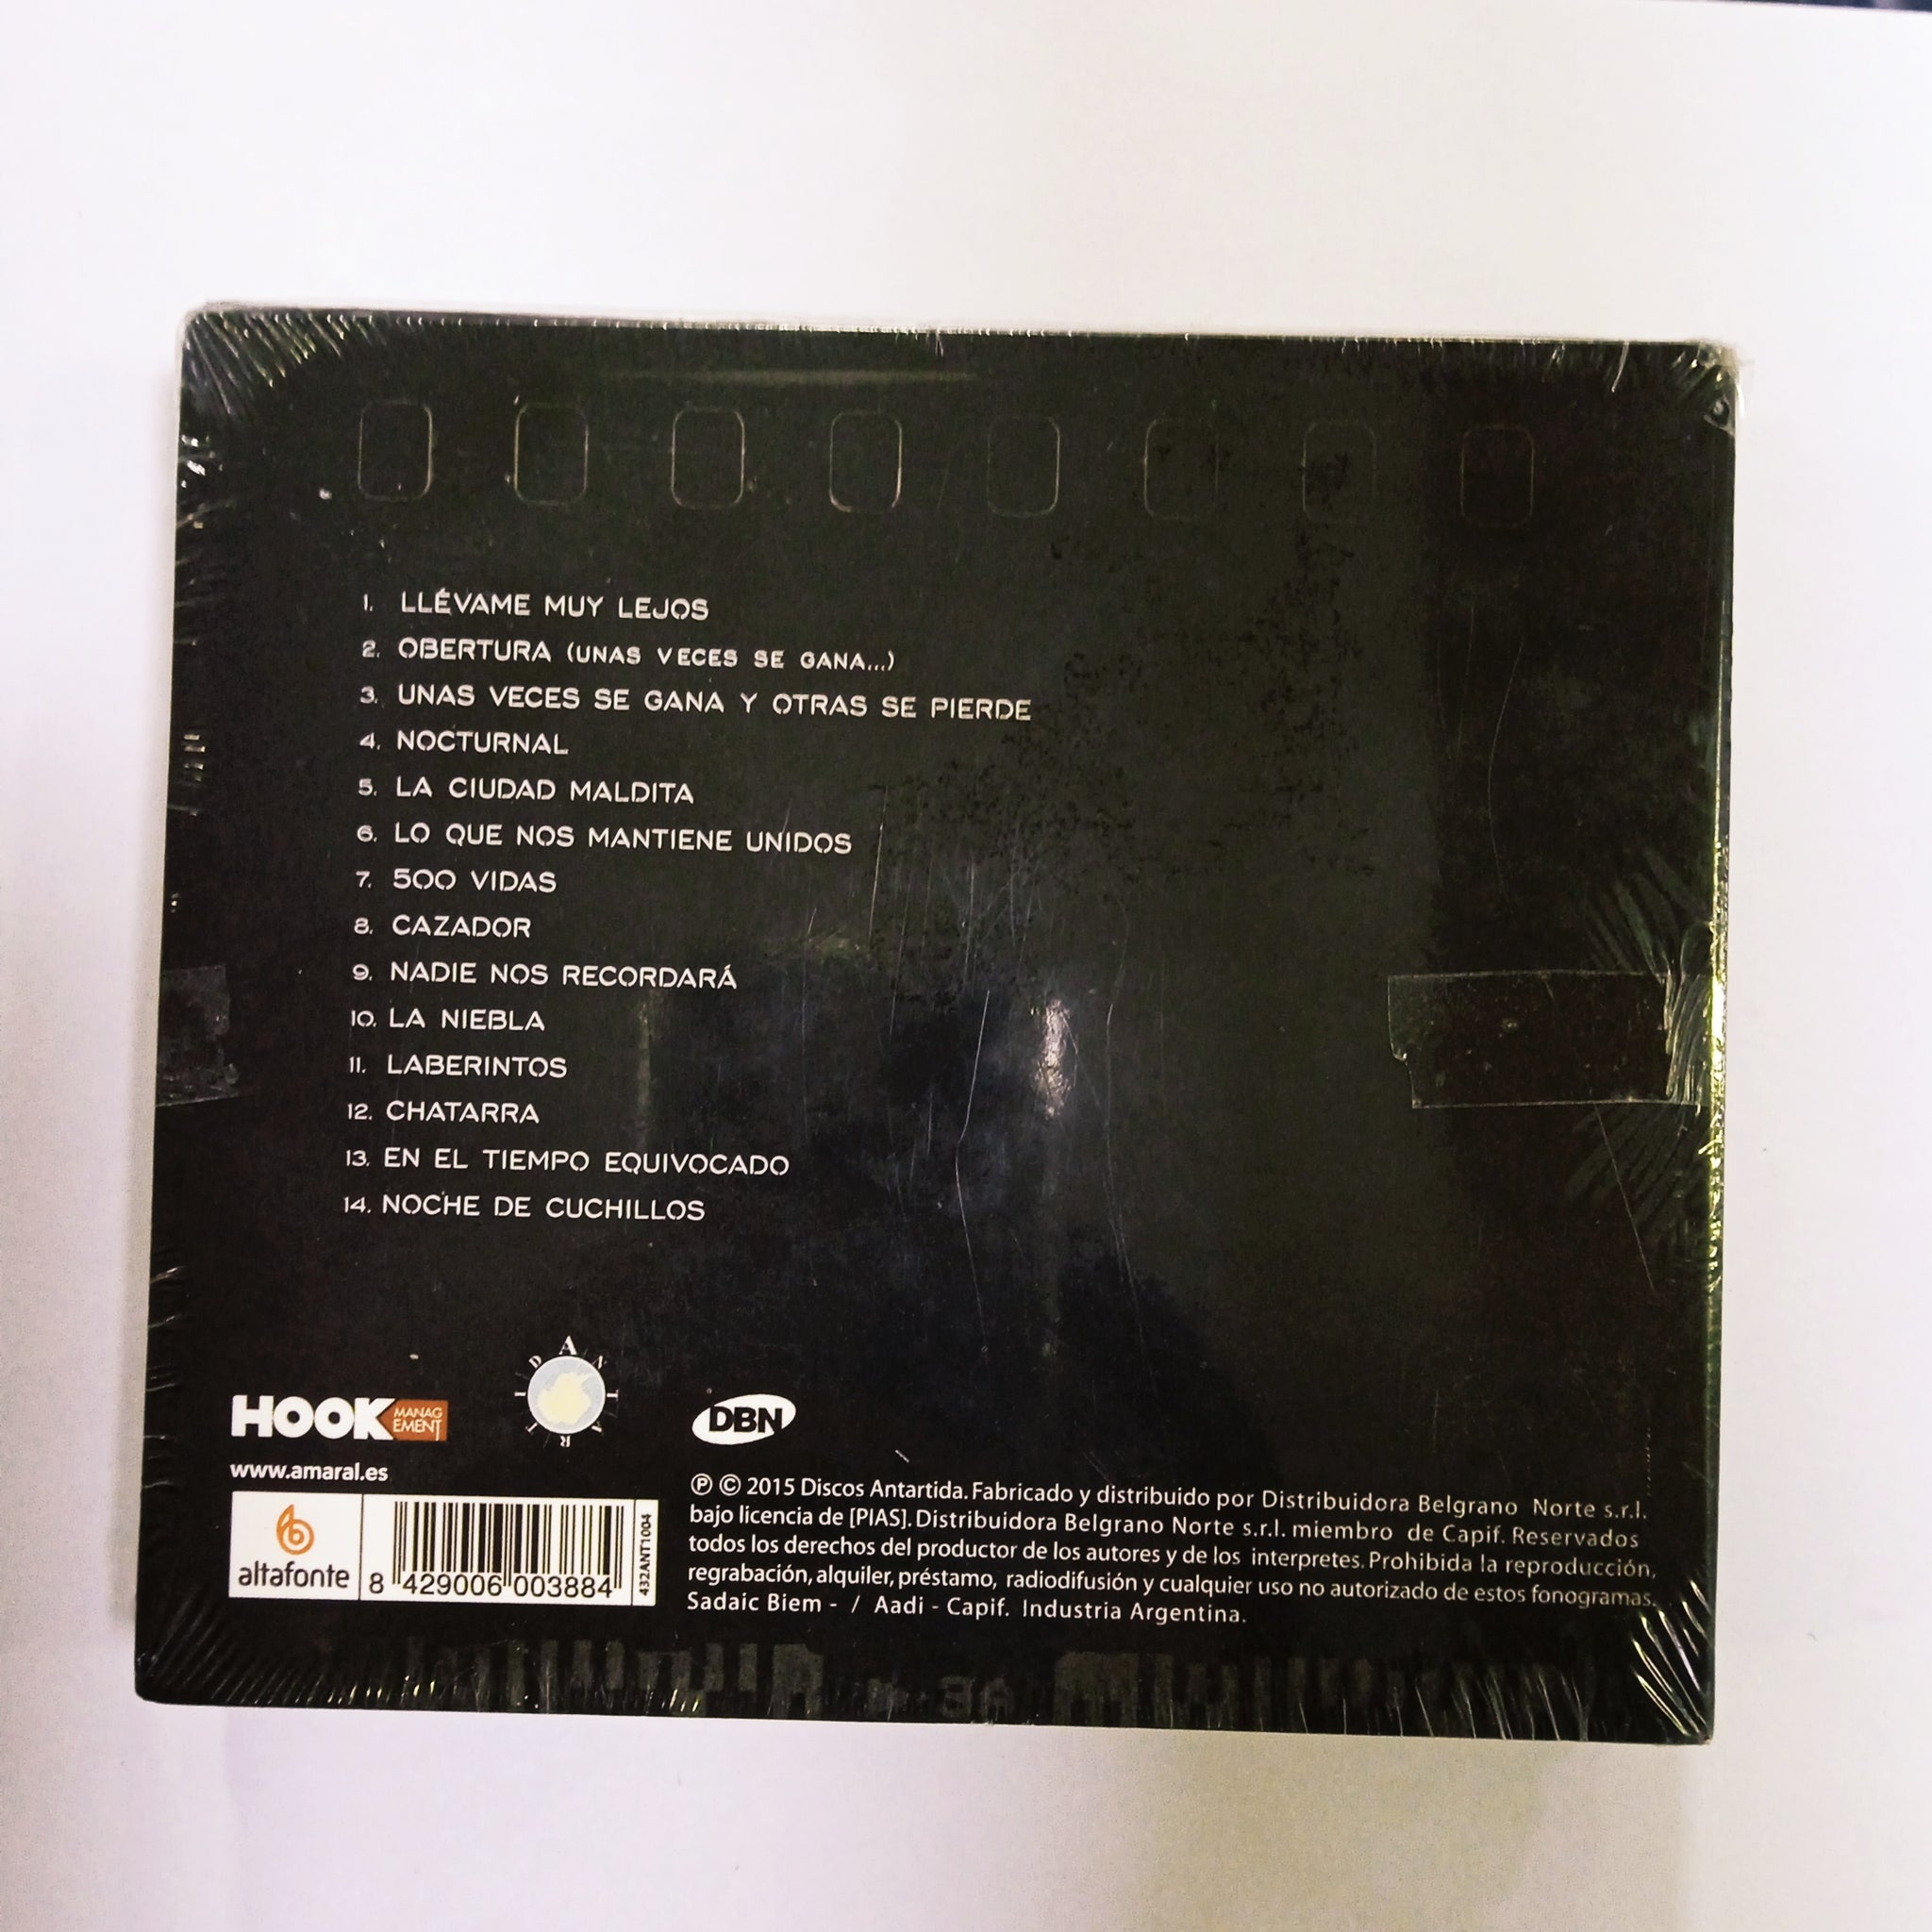 1. LLÉVAME MUY LEJOS
2. OBERTURA (UNAS VECES SE GANA...)
3. UNAS VECES SE GANA Y OTRAS SE PIERDE
4. NOCTURNAL
5. LA CIUDAD MALDITA
6. LO QUE NOS MANTIENE UNIDOS
7. 500 VIDAS
8. CAZADOR
9. NADIE NOS RECORDARÁ
10. LA NIEBLA
11. LABERINTOS
12. CHATARRA
13. EN EL TIEMPO EQUIVOCADO
14. NOCHE DE CUCHILLOS
HOOK MANAGEMENT
ANTARTIDA
DBN
www.amaral.es
altafonte
8 429006 003884
432ANT1004
Ⓟ © 2015 Discos Antartida. Fabricado y distribuido por Distribuidora Belgrano Norte s.r.l.
bajo licencia de [PIAS]. Distribuidora Belgrano Norte s.r.l. miembro de Capif. Reservados
todos los derechos del productor de los autores y de los interpretes. Prohibida la reproducción,
regrabación, alquiler, préstamo, radiodifusión y cualquier uso no autorizado de estos fonogramas.
Sadaic Biem - / Aadi - Capif. Industria Argentina.